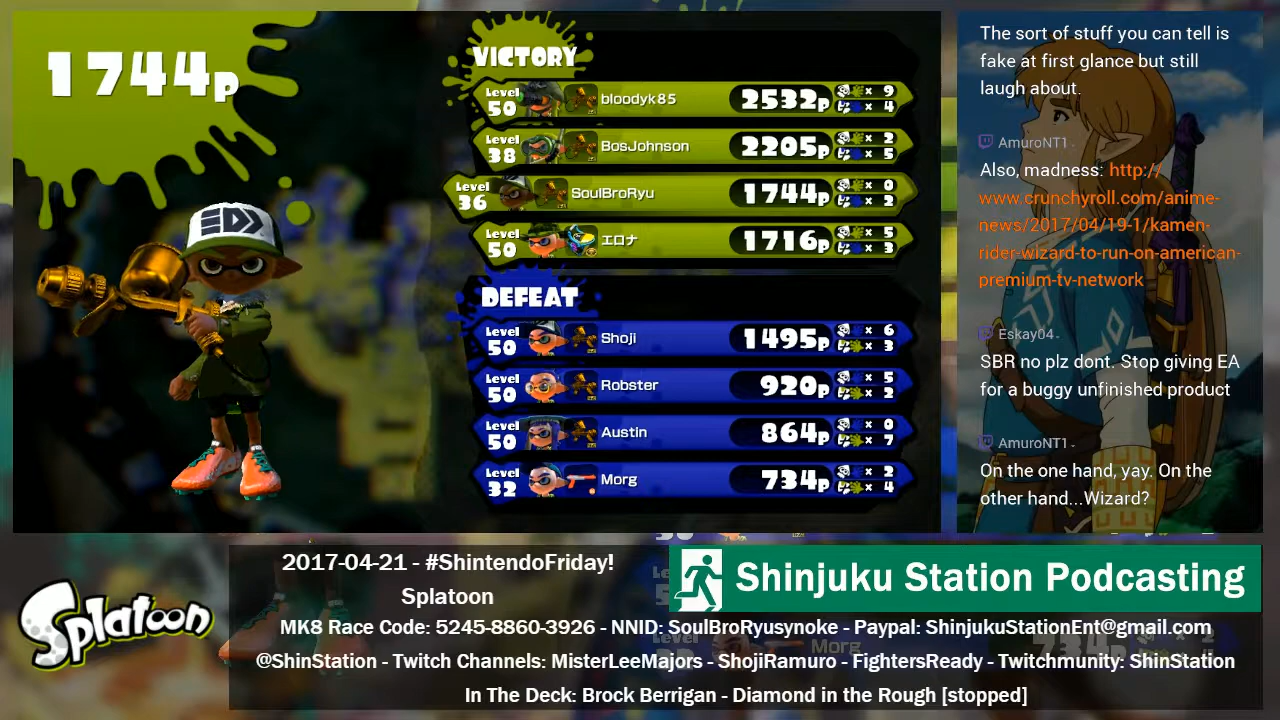 1744p
VICTORY
Level 50 bloodyk85 2532p x 9 x 4
Level 38 BosJohnson 2205p x 2 x 5
Level 36 SoulBroRyu 1744p x 0 x 2
Level 50 エロナ 1716p x 5 x 3
DEFEAT
Level 50 Shoji 1495p x 6 x 3
Level 50 Robster 920p x 5 x 2
Level 50 Austin 864p x 0 x 7
Level 32 Morg 734p x 2 x 4
The sort of stuff you can tell is
fake at first glance but still
laugh about.
AmuroNT1
Also, madness: http://
www.crunchyroll.com/anime-
news/2017/04/19-1/kamen-
rider-wizard-to-run-on-american-
premium-tv-network
Eskay04
SBR no plz dont. Stop giving EA
for a buggy unfinished product
AmuroNT1
On the one hand, yay. On the
other hand...Wizard?
Splatoon
2017-04-21 - #ShintendoFriday!
Splatoon
Shinjuku Station Podcasting
MK8 Race Code: 5245-8860-3926 - NNID: SoulBroRyusynoke - Paypal: ShinjukuStationEnt@gmail.com
@ShinStation - Twitch Channels: MisterLeeMajors - ShojiRamuro - FightersReady - Twitchmunity: ShinStation
In The Deck: Brock Berrigan - Diamond in the Rough [stopped]